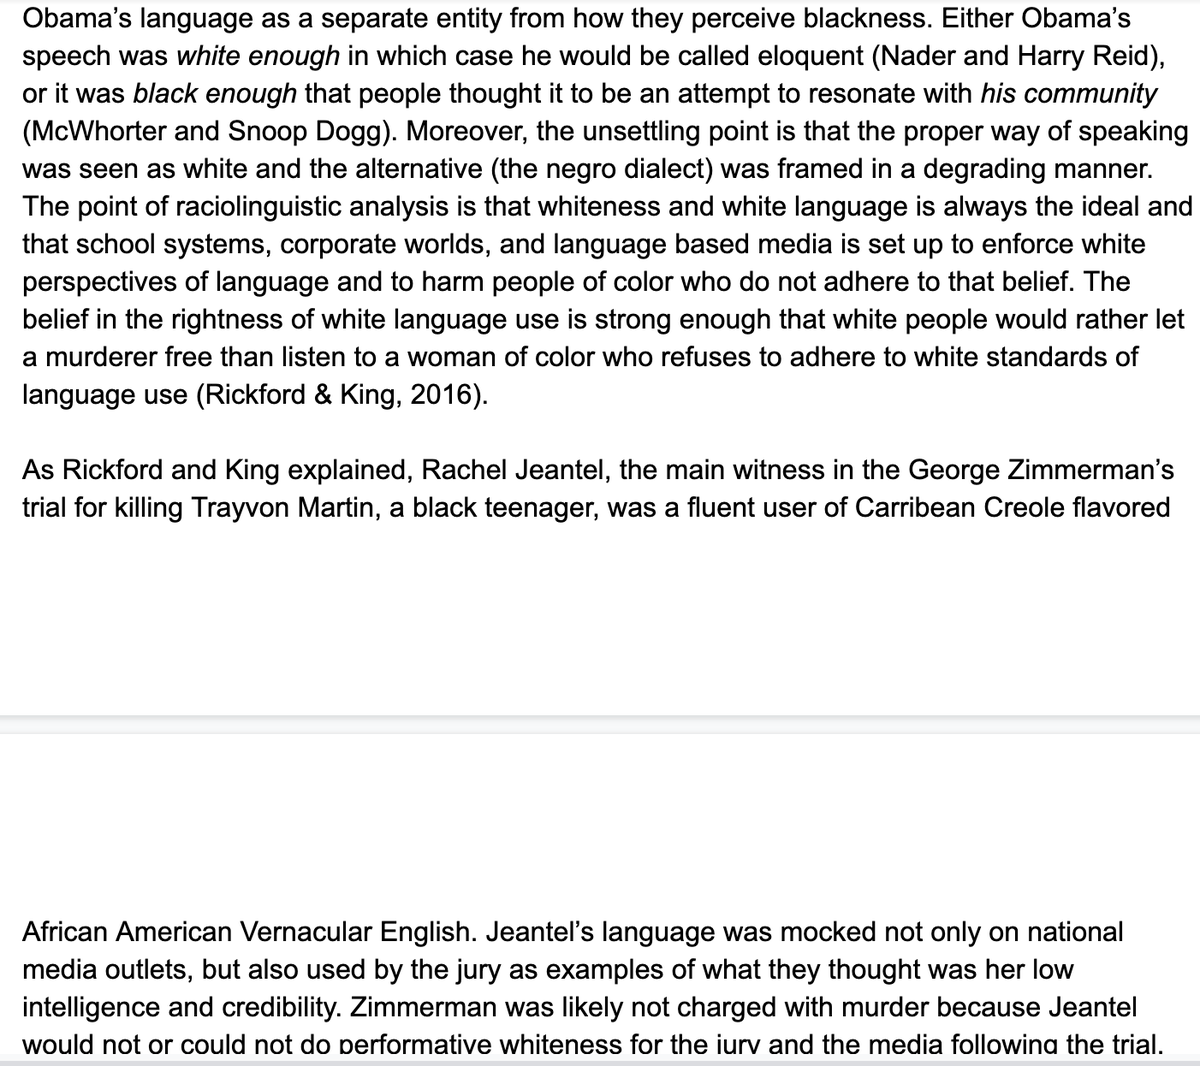 Obama’s language as a separate entity from how they perceive blackness. Either Obama’s
speech was white enough in which case he would be called eloquent (Nader and Harry Reid),
or it was black enough that people thought it to be an attempt to resonate with his community
(McWhorter and Snoop Dogg). Moreover, the unsettling point is that the proper way of speaking
was seen as white and the alternative (the negro dialect) was framed in a degrading manner.
The point of raciolinguistic analysis is that whiteness and white language is always the ideal and
that school systems, corporate worlds, and language based media is set up to enforce white
perspectives of language and to harm people of color who do not adhere to that belief. The
belief in the rightness of white language use is strong enough that white people would rather let
a murderer free than listen to a woman of color who refuses to adhere to white standards of
language use (Rickford & King, 2016).
As Rickford and King explained, Rachel Jeantel, the main witness in the George Zimmerman’s
trial for killing Trayvon Martin, a black teenager, was a fluent user of Carribean Creole flavored
African American Vernacular English. Jeantel’s language was mocked not only on national
media outlets, but also used by the jury as examples of what they thought was her low
intelligence and credibility. Zimmerman was likely not charged with murder because Jeantel
would not or could not do performative whiteness for the jury and the media following the trial.